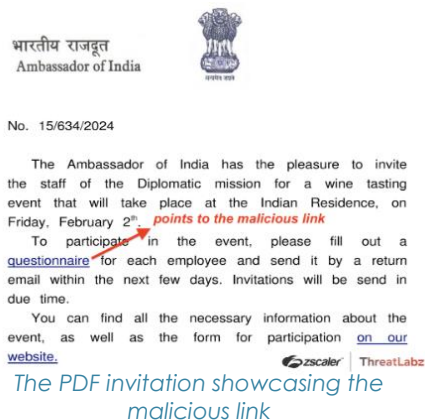 भारतीय राजदूत
Ambassador of India
सत्यमेव जयते
No. 15/634/2024
The Ambassador of India has the pleasure to invite
the staff of the Diplomatic mission for a wine tasting
event that will take place at the Indian Residence, on
Friday, February 2nd. points to the malicious link
To participate in the event, please fill out a
questionnaire for each employee and send it by a return
email within the next few days. Invitations will be send in
due time.
You can find all the necessary information about the
event, as well as the form for participation on our
website.
zscaler | ThreatLabz
The PDF invitation showcasing the
malicious link